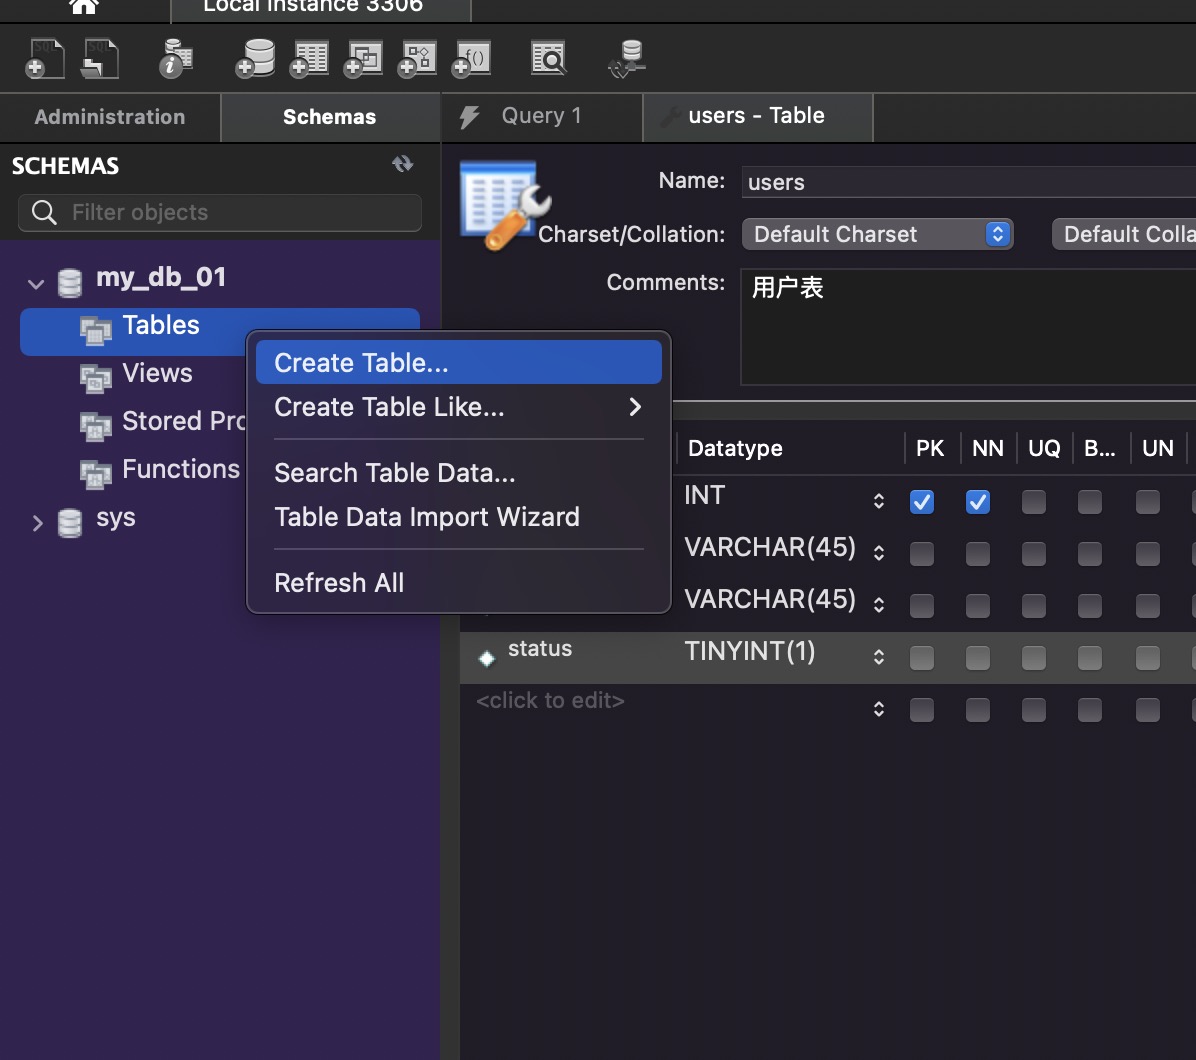 Local instance 3306
Administration
Schemas
Query 1
users - Table
SCHEMAS
Filter objects
Name:
users
Charset/Collation:
Default Charset
Default Colla
Comments:
用户表
my_db_01
Tables
Views
Stored Pro
Functions
sys
Create Table...
Create Table Like...
Search Table Data...
Table Data Import Wizard
Refresh All
Datatype PK NN UQ B... UN
INT
VARCHAR(45)
VARCHAR(45)
status TINYINT(1)
<click to edit>